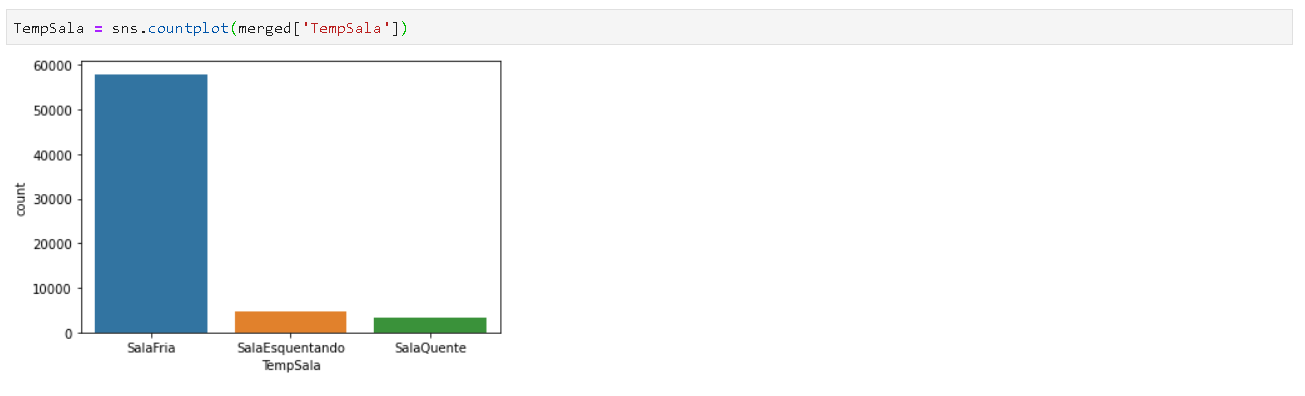 TempSala = sns.countplot(merged['TempSala'])
60000
50000
40000
30000
20000
10000
0
count
SalaFria SalaEsquentando SalaQuente
TempSala